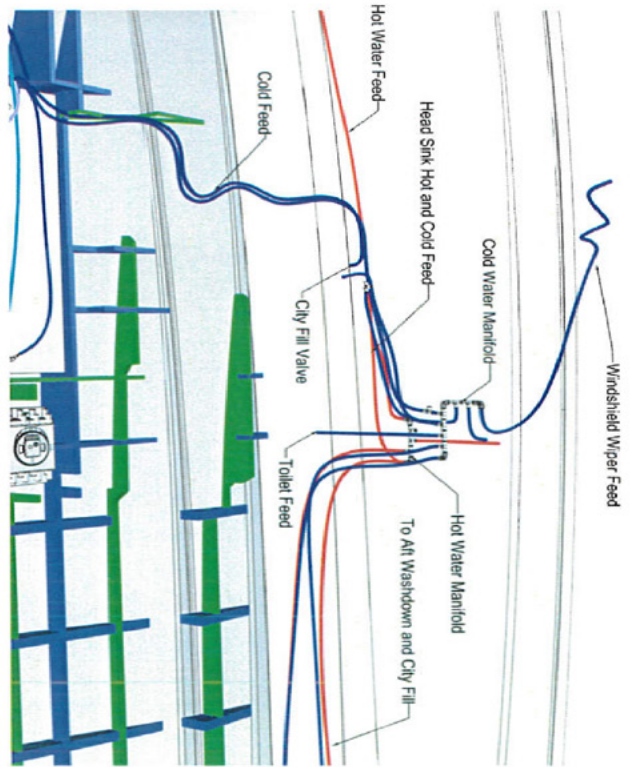 Hot Water Feed
Cold Feed
Head Sink Hot and Cold Feed
City Fill Valve
Cold Water Manifold
Windshield Wiper Feed
Toilet Feed
Hot Water Manifold
To Aft Washdown and City Fill